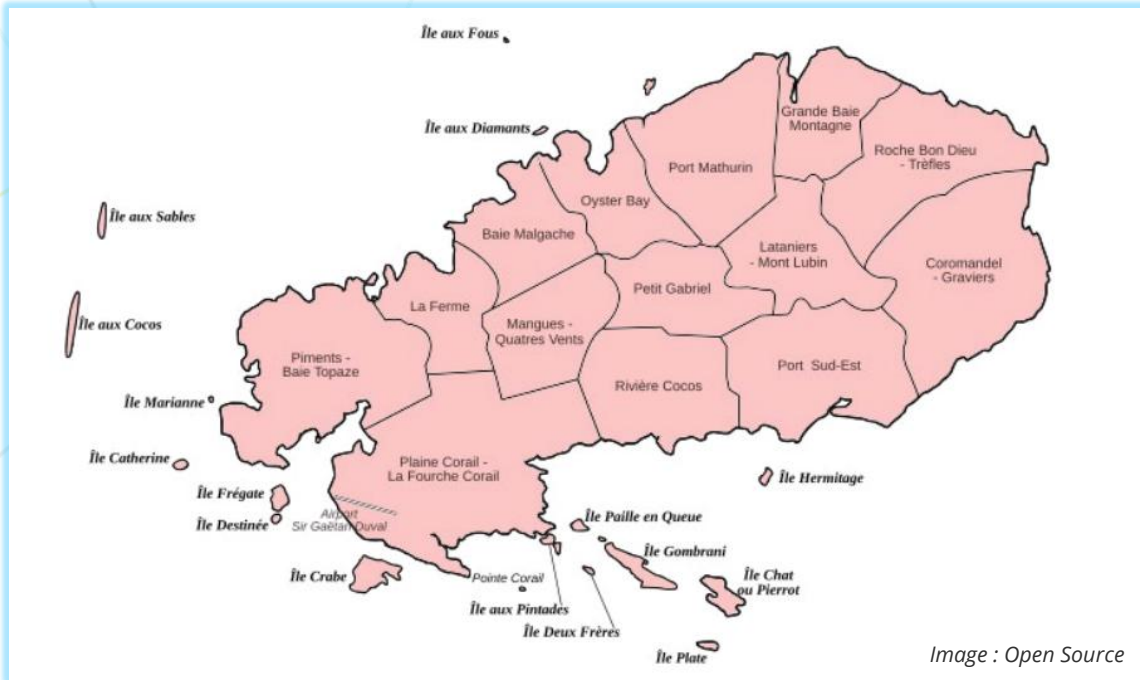 Île aux Fous
Île aux Diamants
Grande Baie
Montagne
Roche Bon Dieu
- Trèfles
Port Mathurin
Oyster Bay
Île aux Sables
Baie Malgache
Lataniers
- Mont Lubin
Coromandel
- Graviers
Petit Gabriel
La Ferme
Île aux Cocos
Mangues -
Quatres Vents
Piments -
Baie Topaze
Port Sud-Est
Rivière Cocos
Île Marianne
Île Catherine
Plaine Corail -
La Fourche Corail
Île Hermitage
Île Frégate
Île Destinée
Airport
Sir Gaëtan Duval
Île Paille en Queue
Île Gombrani
Île Crabe
Pointe Corail
Île Chat
ou Pierrot
Île aux Pintades
Île Deux Frères
Île Plate
Image : Open Source